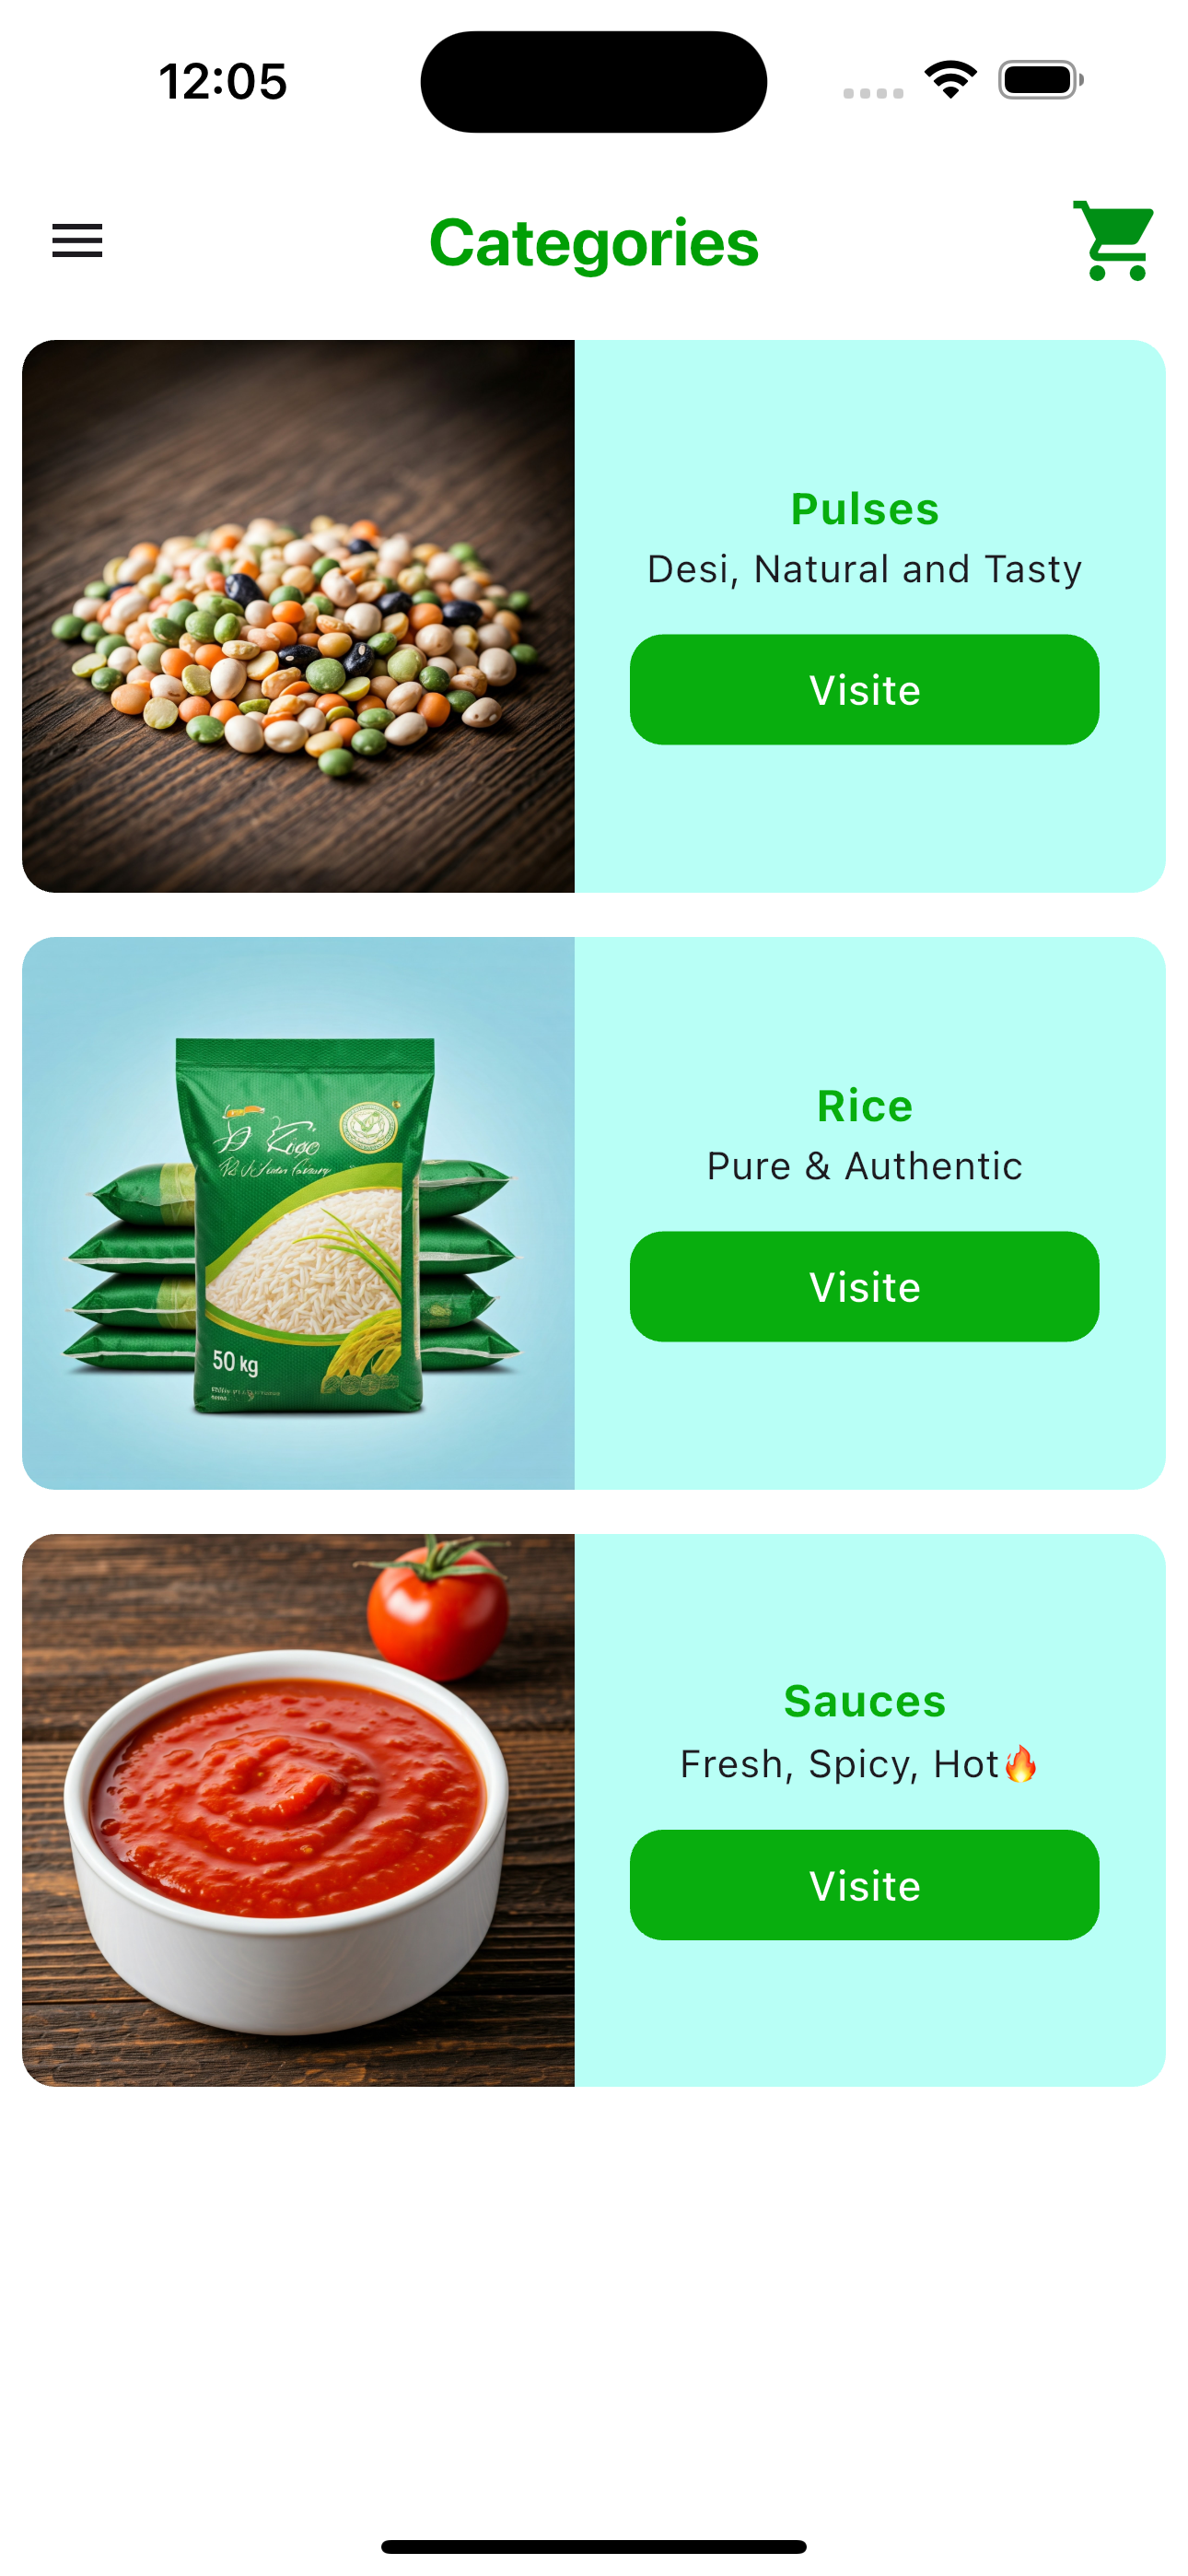 12:05
Categories
Pulses
Desi, Natural and Tasty
Visite
50 kg
Rice
Pure & Authentic
Visite
Sauces
Fresh, Spicy, Hot🔥
Visite